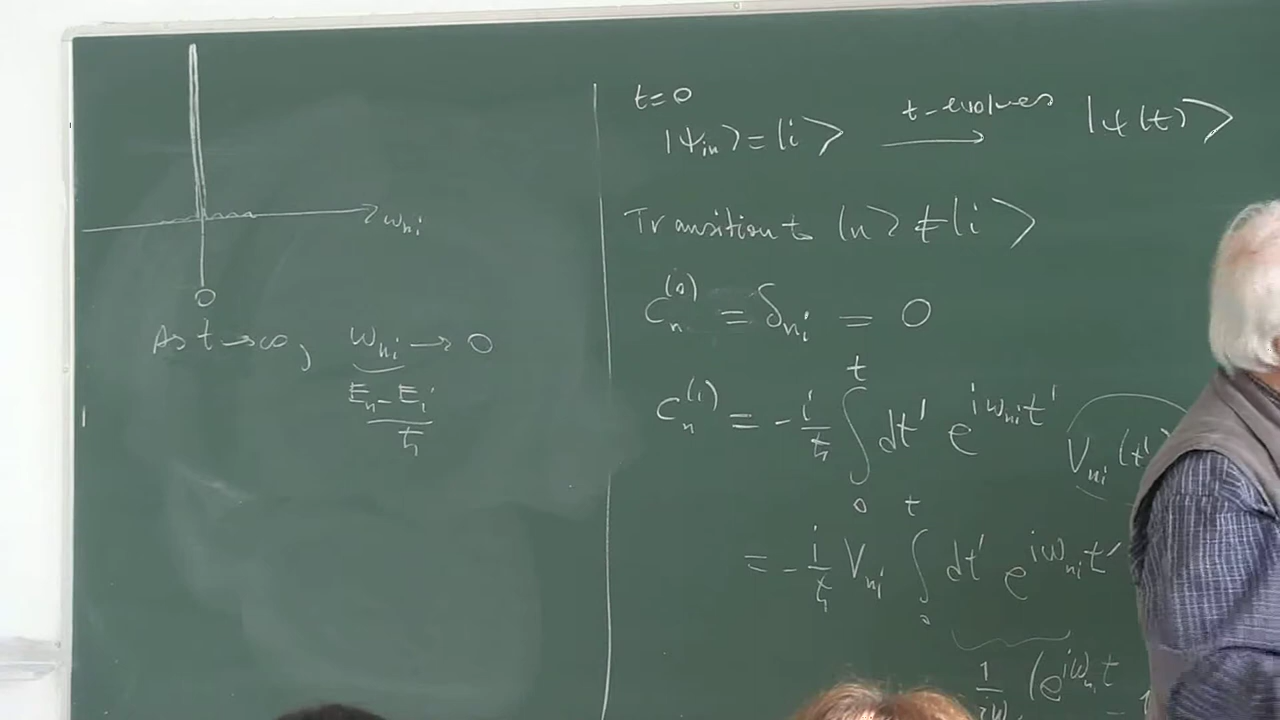 ω_ni
0
As t→∞, ω_ni → 0
E_n - E_i
ħ
t=0
|ψ_in⟩ = |i⟩ t-evolves |ψ(t)⟩
Transition to |n⟩ ≠ |i⟩
C_n^(0) = δ_ni = 0
C_n^(1) = - i/ħ ∫_0^t dt' e^{iω_ni t'} V_ni (t'
= - i/ħ V_ni ∫_0^t dt' e^{iω_ni t'}
1 (e^{iω_ni t} -